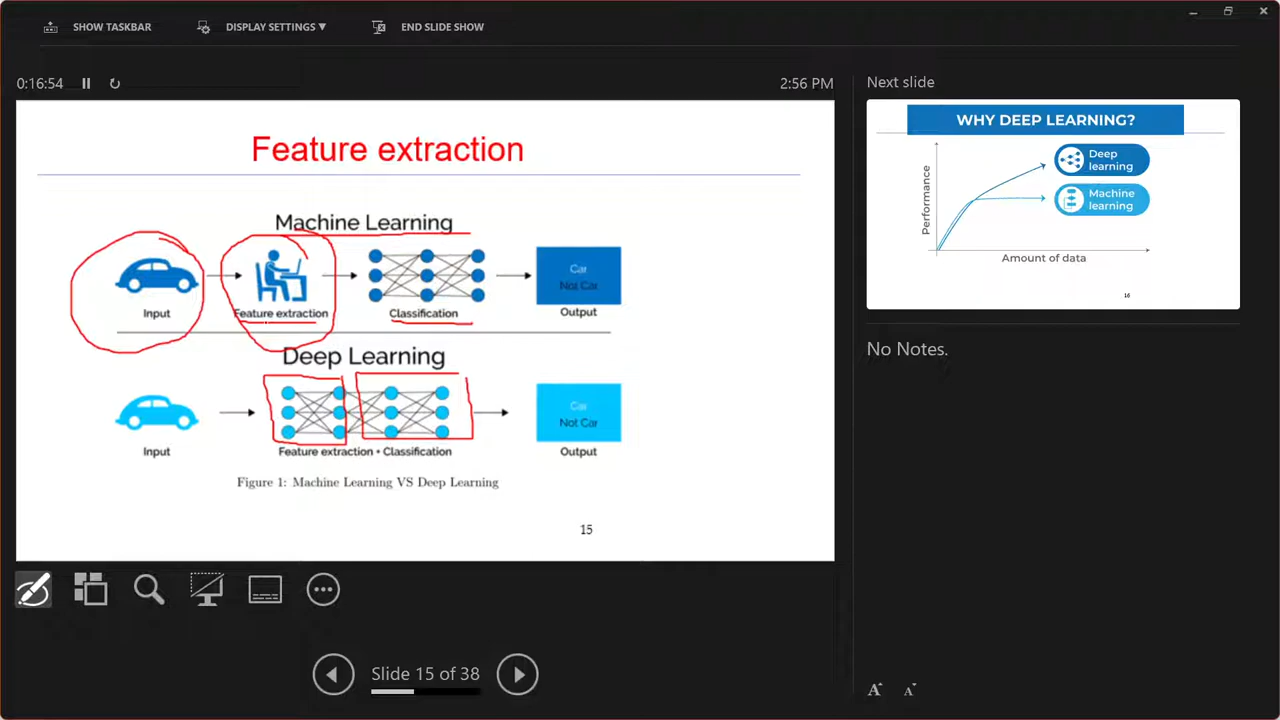 SHOW TASKBAR
DISPLAY SETTINGS ▼
END SLIDE SHOW
0:16:54
2:56 PM
Feature extraction
Machine Learning
Input
Feature extraction
Classification
Car
Not Car
Output
Deep Learning
Input
Feature extraction + Classification
Car
Not Car
Output
Figure 1: Machine Learning VS Deep Learning
15
Slide 15 of 38
Next slide
WHY DEEP LEARNING?
Performance
Deep
learning
Machine
learning
Amount of data
16
No Notes.
A
A